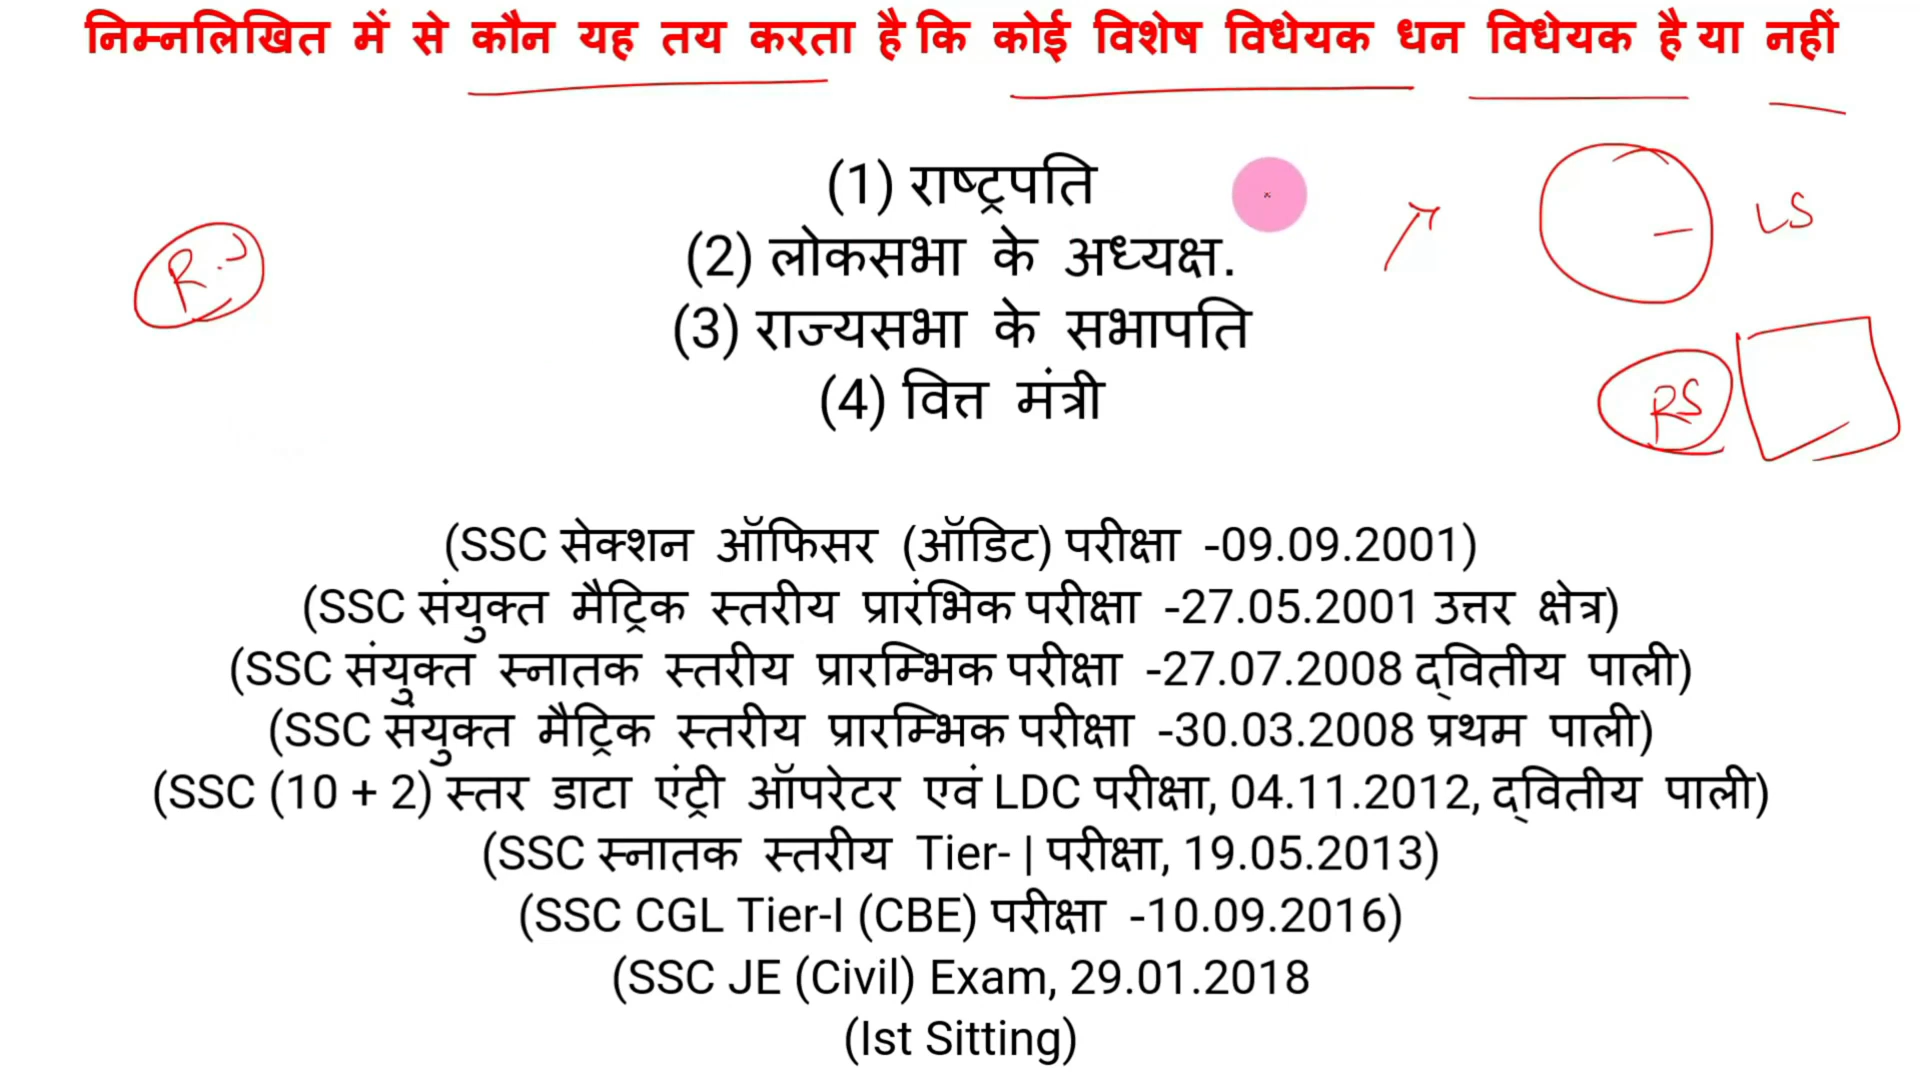 निम्नलिखित में से कौन यह तय करता है कि कोई विशेष विधेयक धन विधेयक है या नहीं
(1) राष्ट्रपति
LS
(2) लोकसभा के अध्यक्ष.
(3) राज्यसभा के सभापति
(4) वित्त मंत्री
RS
(SSC सेक्शन ऑफिसर (ऑडिट) परीक्षा -09.09.2001)
(SSC संयुक्त मैट्रिक स्तरीय प्रारंभिक परीक्षा -27.05.2001 उत्तर क्षेत्र)
(SSC संयुक्त स्नातक स्तरीय प्रारम्भिक परीक्षा -27.07.2008 द्वितीय पाली)
(SSC संयुक्त मैट्रिक स्तरीय प्रारम्भिक परीक्षा -30.03.2008 प्रथम पाली)
(SSC (10 + 2) स्तर डाटा एंट्री ऑपरेटर एवं LDC परीक्षा, 04.11.2012, द्वितीय पाली)
(SSC स्नातक स्तरीय Tier- | परीक्षा, 19.05.2013)
(SSC CGL Tier-I (CBE) परीक्षा -10.09.2016)
(SSC JE (Civil) Exam, 29.01.2018
(Ist Sitting)